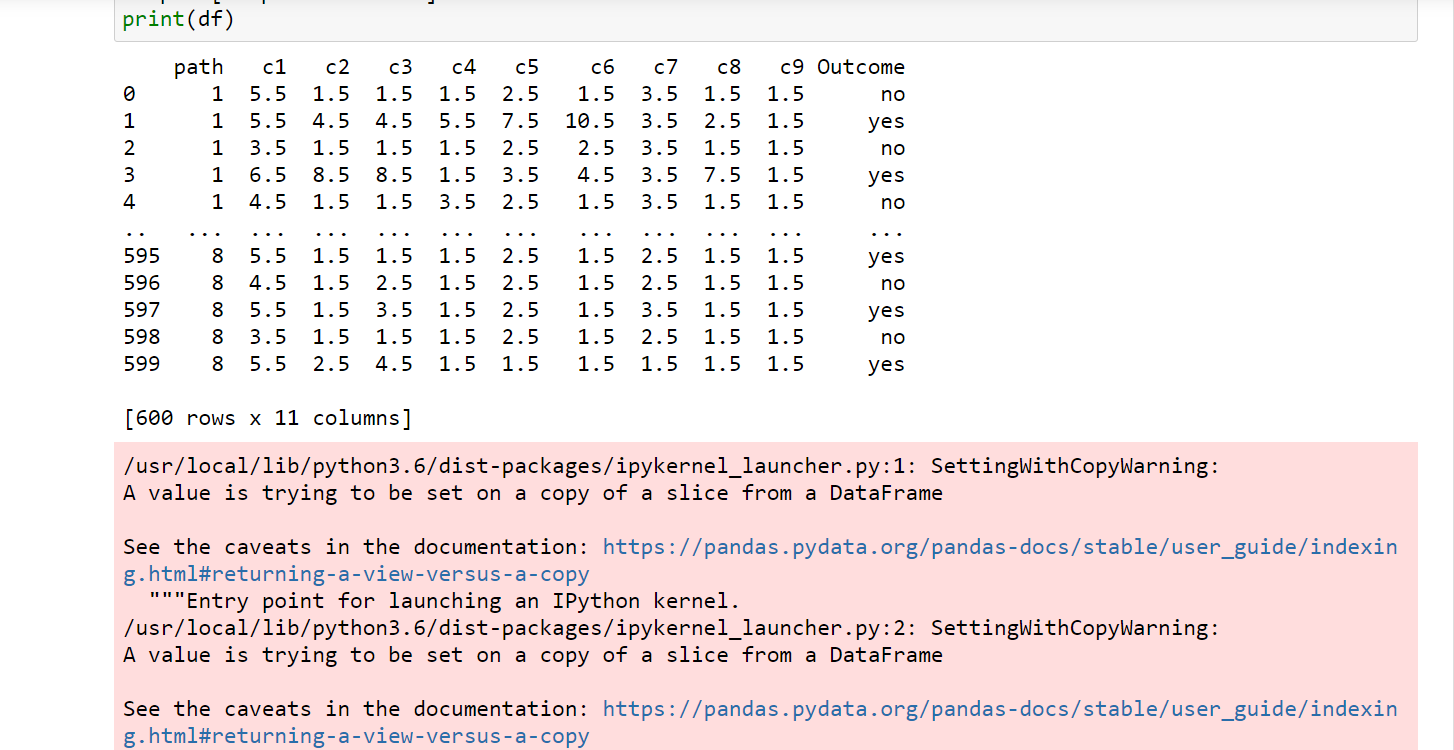 print(df)
     path   c1   c2   c3   c4   c5    c6   c7   c8   c9 Outcome
0       1  5.5  1.5  1.5  1.5  2.5   1.5  3.5  1.5  1.5      no
1       1  5.5  4.5  4.5  5.5  7.5  10.5  3.5  2.5  1.5     yes
2       1  3.5  1.5  1.5  1.5  2.5   2.5  3.5  1.5  1.5      no
3       1  6.5  8.5  8.5  1.5  3.5   4.5  3.5  7.5  1.5     yes
4       1  4.5  1.5  1.5  3.5  2.5   1.5  3.5  1.5  1.5      no
..    ...  ...  ...  ...  ...  ...   ...  ...  ...  ...     ...
595     8  5.5  1.5  1.5  1.5  2.5   1.5  2.5  1.5  1.5     yes
596     8  4.5  1.5  2.5  1.5  2.5   1.5  2.5  1.5  1.5      no
597     8  5.5  1.5  3.5  1.5  2.5   1.5  3.5  1.5  1.5     yes
598     8  3.5  1.5  1.5  1.5  2.5   1.5  2.5  1.5  1.5      no
599     8  5.5  2.5  4.5  1.5  1.5   1.5  1.5  1.5  1.5     yes
[600 rows x 11 columns]
/usr/local/lib/python3.6/dist-packages/ipykernel_launcher.py:1: SettingWithCopyWarning:
A value is trying to be set on a copy of a slice from a DataFrame
See the caveats in the documentation: https://pandas.pydata.org/pandas-docs/stable/user_guide/indexin
g.html#returning-a-view-versus-a-copy
  """Entry point for launching an IPython kernel.
/usr/local/lib/python3.6/dist-packages/ipykernel_launcher.py:2: SettingWithCopyWarning:
A value is trying to be set on a copy of a slice from a DataFrame
See the caveats in the documentation: https://pandas.pydata.org/pandas-docs/stable/user_guide/indexin
g.html#returning-a-view-versus-a-copy